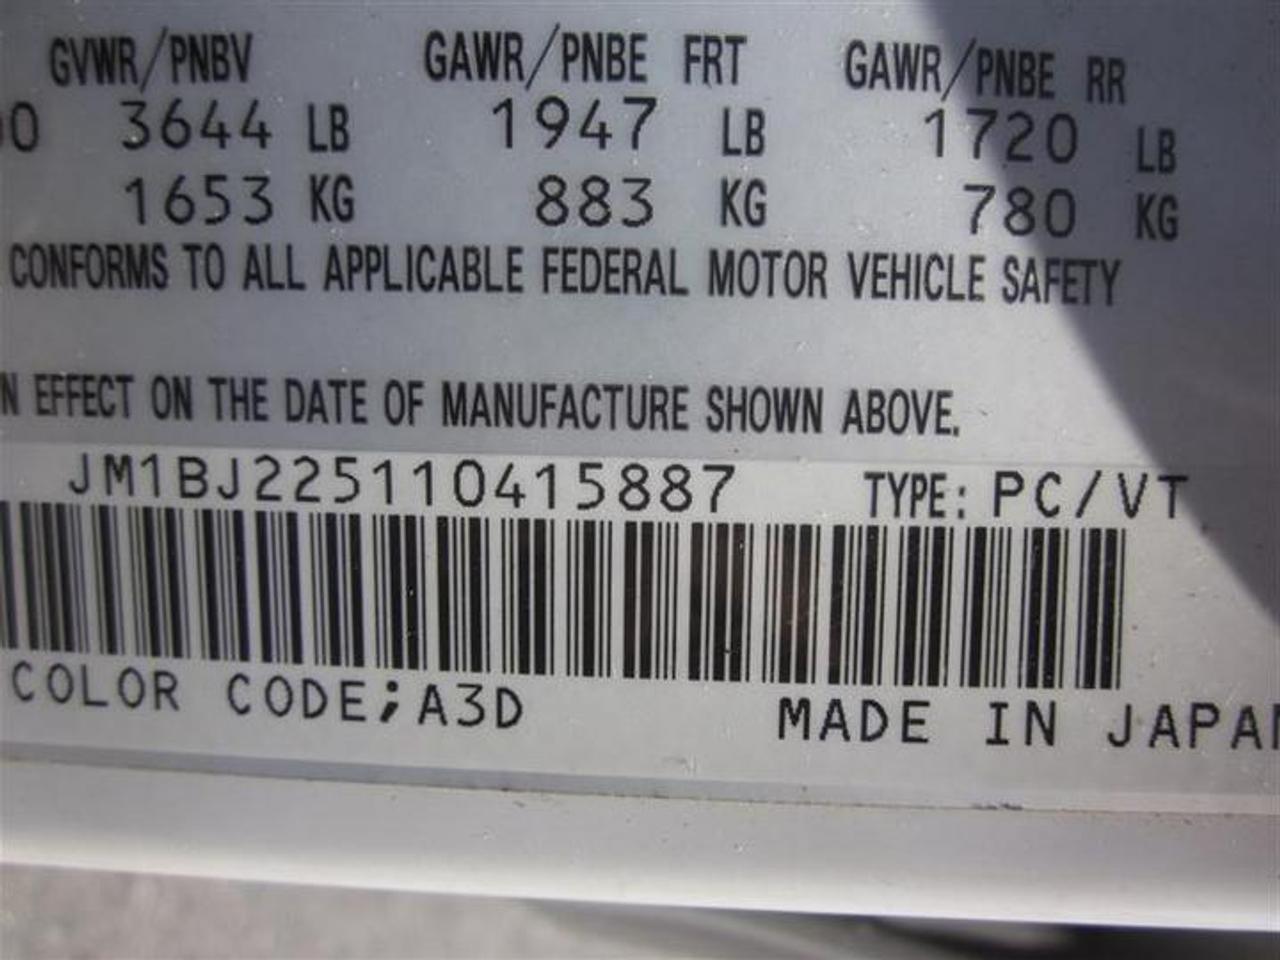 GVWR/PNBV GAWR/PNBE FRT GAWR/PNBE RR
3644 LB 1947 LB 1720 LB
1653 KG 883 KG 780 KG
CONFORMS TO ALL APPLICABLE FEDERAL MOTOR VEHICLE SAFETY
EFFECT ON THE DATE OF MANUFACTURE SHOWN ABOVE.
JM1BJ225110415887 TYPE: PC/VT
COLOR CODE;A3D MADE IN JAPAN